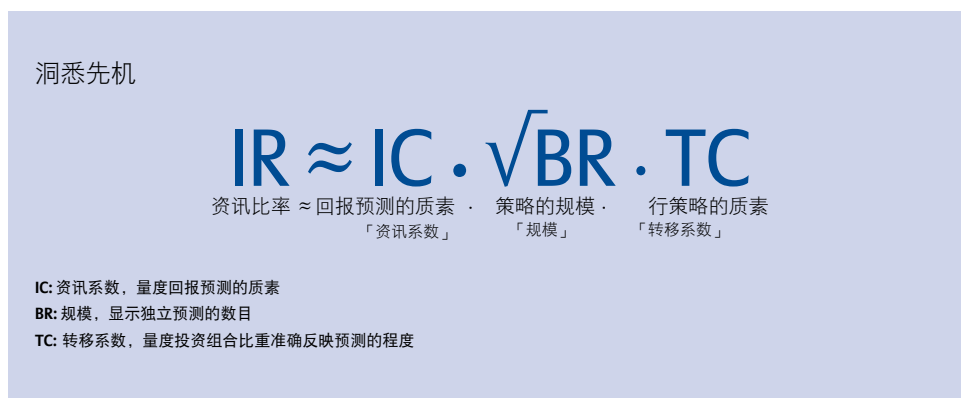 洞悉先机
IR ≈ IC · √BR · TC
资讯比率 ≈ 回报预测的质素 · 策略的规模 · 行策略的质素
「资讯系数」 「规模」 「转移系数」
IC: 资讯系数，量度回报预测的质素
BR: 规模，显示独立预测的数目
TC: 转移系数，量度投资组合比重准确反映预测的程度